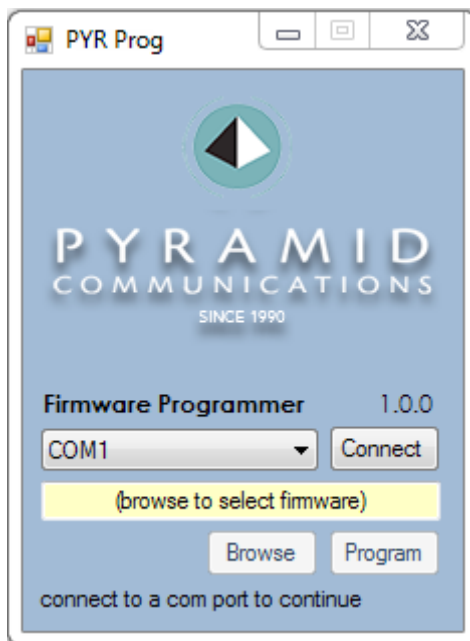 PYR Prog
PYRAMID
COMMUNICATIONS
SINCE 1990
Firmware Programmer 1.0.0
COM1 Connect
(browse to select firmware)
Browse Program
connect to a com port to continue